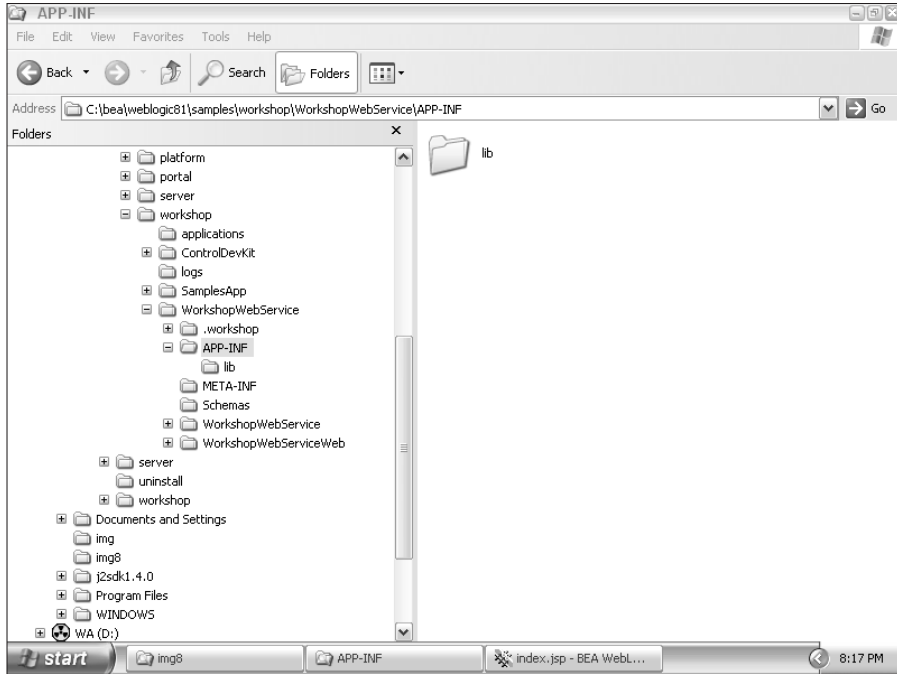 APP-INF
File Edit View Favorites Tools Help
Back Search Folders
Address C:\bea\weblogic81\samples\workshop\WorkshopWebService\APP-INF Go
Folders x
platform
portal
server
workshop
applications
ControlDevKit
logs
SamplesApp
WorkshopWebService
.workshop
APP-INF
lib
META-INF
Schemas
WorkshopWebService
WorkshopWebServiceWeb
server
uninstall
workshop
Documents and Settings
img
img8
j2sdk1.4.0
Program Files
WINDOWS
WA (D:)
lib
start img8 APP-INF index.jsp - BEA WebL... 8:17 PM